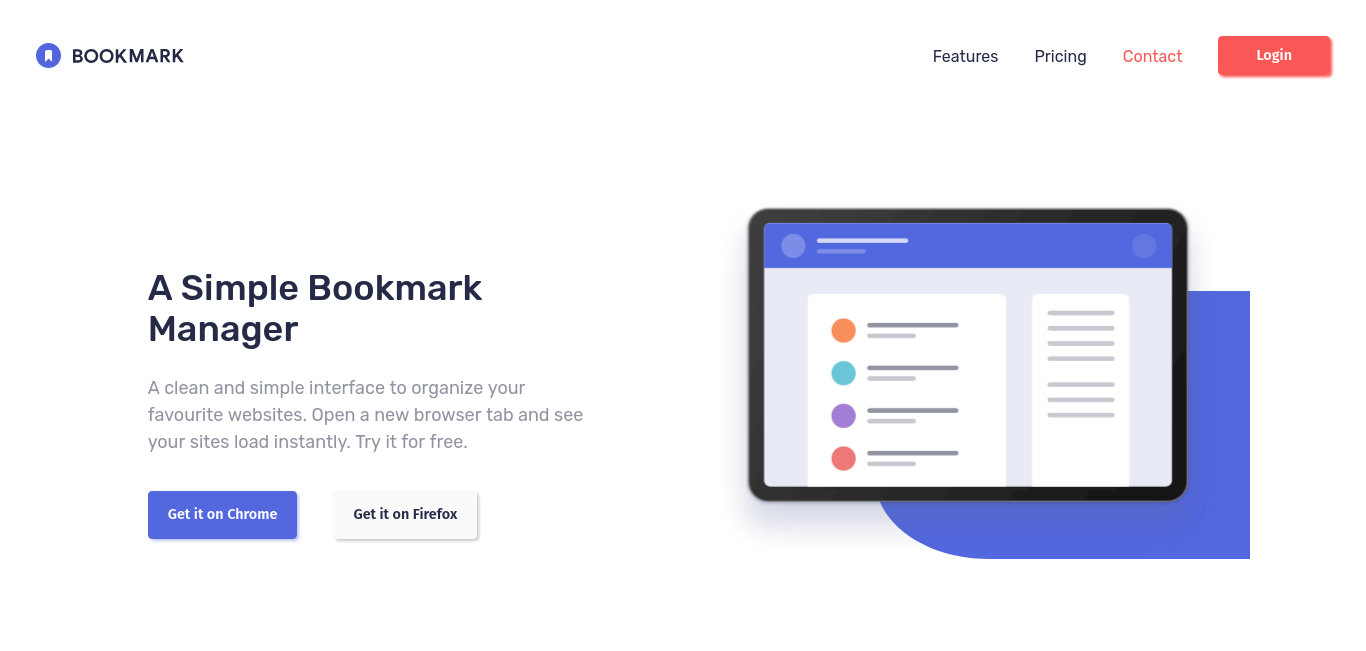 BOOKMARK
Features
Pricing
Contact
Login
A Simple Bookmark
Manager
A clean and simple interface to organize your
favourite websites. Open a new browser tab and see
your sites load instantly. Try it for free.
Get it on Chrome
Get it on Firefox